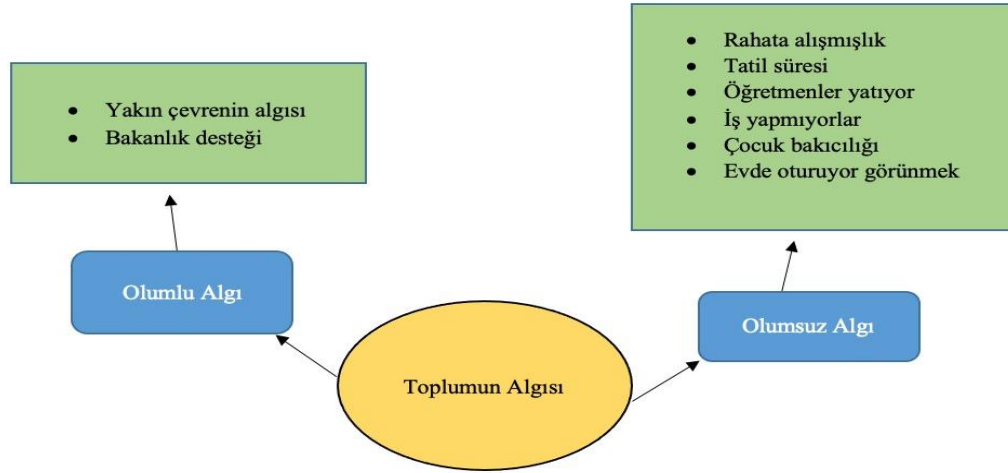 • Yakın çevrenin algısı
• Bakanlık desteği
• Rahata alışmışlık
• Tatil süresi
• Öğretmenler yatıyor
• İş yapmıyorlar
• Çocuk bakıcılığı
• Evde oturuyor görünmek
Olumlu Algı
Olumsuz Algı
Toplumun Algısı